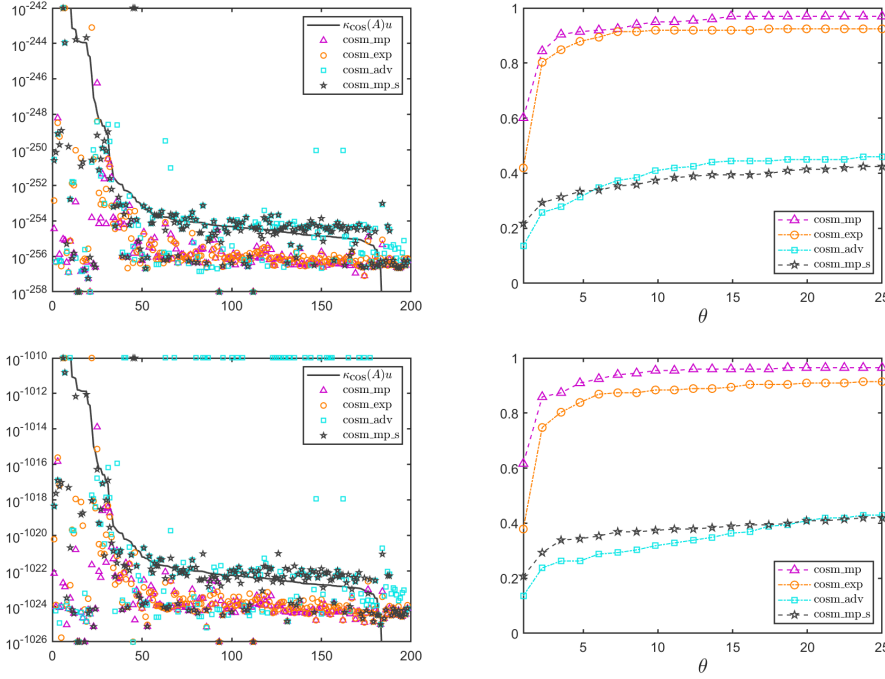 10^-242
10^-244
10^-246
10^-248
10^-250
10^-252
10^-254
10^-256
10^-258
0 50 100 150 200
κcos(A)u
cosm_mp
cosm_exp
cosm_adv
cosm_mp_s
1
0.8
0.6
0.4
0.2
0
5 10 15 20 25
θ
cosm_mp
cosm_exp
cosm_adv
cosm_mp_s
10^-1010
10^-1012
10^-1014
10^-1016
10^-1018
10^-1020
10^-1022
10^-1024
10^-1026
0 50 100 150 200
κcos(A)u
cosm_mp
cosm_exp
cosm_adv
cosm_mp_s
1
0.8
0.6
0.4
0.2
0
5 10 15 20 25
θ
cosm_mp
cosm_exp
cosm_adv
cosm_mp_s